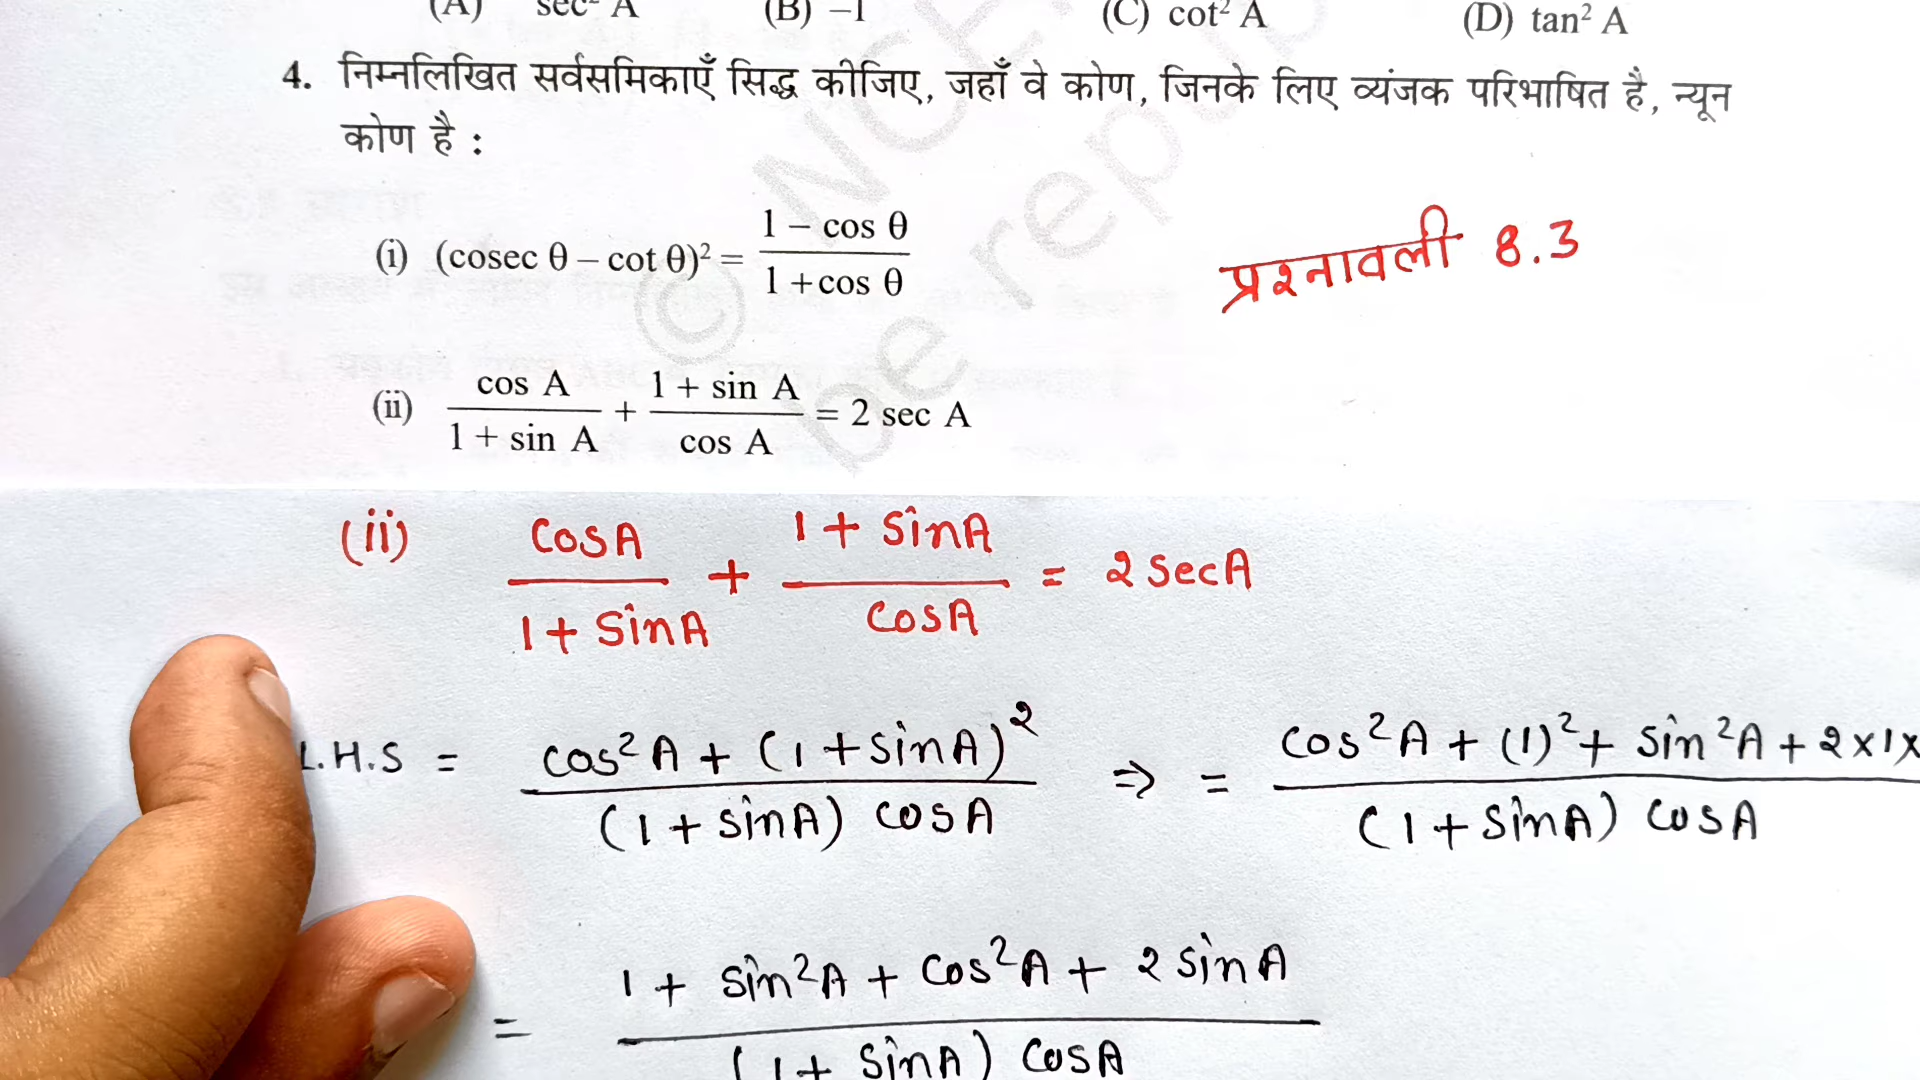 (A) sec² A (B) –1 (C) cot² A (D) tan² A
4. निम्नलिखित सर्वसमिकाएँ सिद्ध कीजिए, जहाँ वे कोण, जिनके लिए व्यंजक परिभाषित है, न्यून
कोण है :
(i) (cosec θ – cot θ)² = (1 – cos θ)/(1 + cos θ)
प्रश्नावली 8.3
(ii) cos A/(1 + sin A) + (1 + sin A)/cos A = 2 sec A
(ii) COSA/(1 + SinA) + (1 + SinA)/COSA = 2 SecA
L.H.S = (cos²A + (1 + sinA)²)/((1 + sinA) cosA) ⇒ = (cos²A + (1)² + sin²A + 2×1×)/((1 + sinA) cosA)
= (1 + sin²A + cos²A + 2 sinA)/((1 + sinA) cosA)
© be